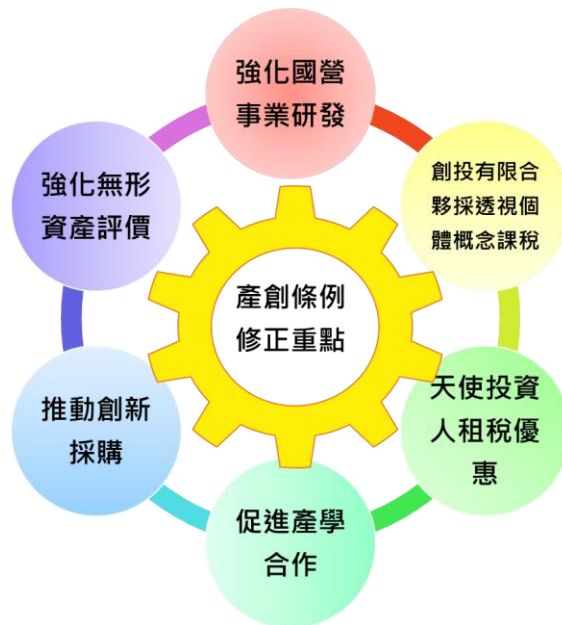 強化國營
事業研發
創投有限合
夥採透視個
體概念課稅
天使投資
人租稅優
惠
促進產學
合作
推動創新
採購
強化無形
資產評價
產創條例
修正重點